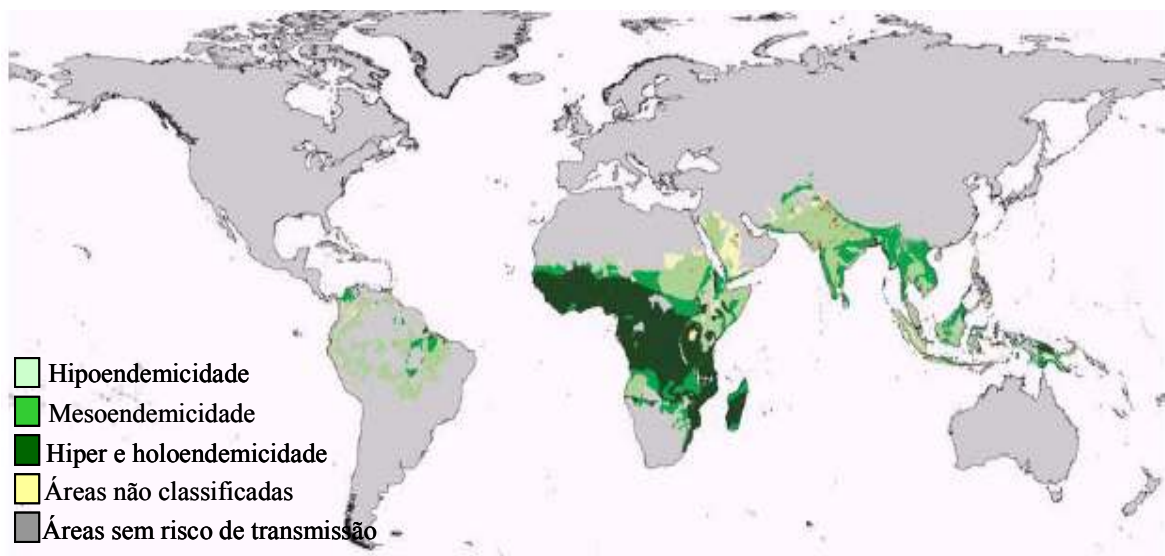 Hipoendemicidade
Mesoendemicidade
Hiper e holoendemicidade
Áreas não classificadas
Áreas sem risco de transmissão